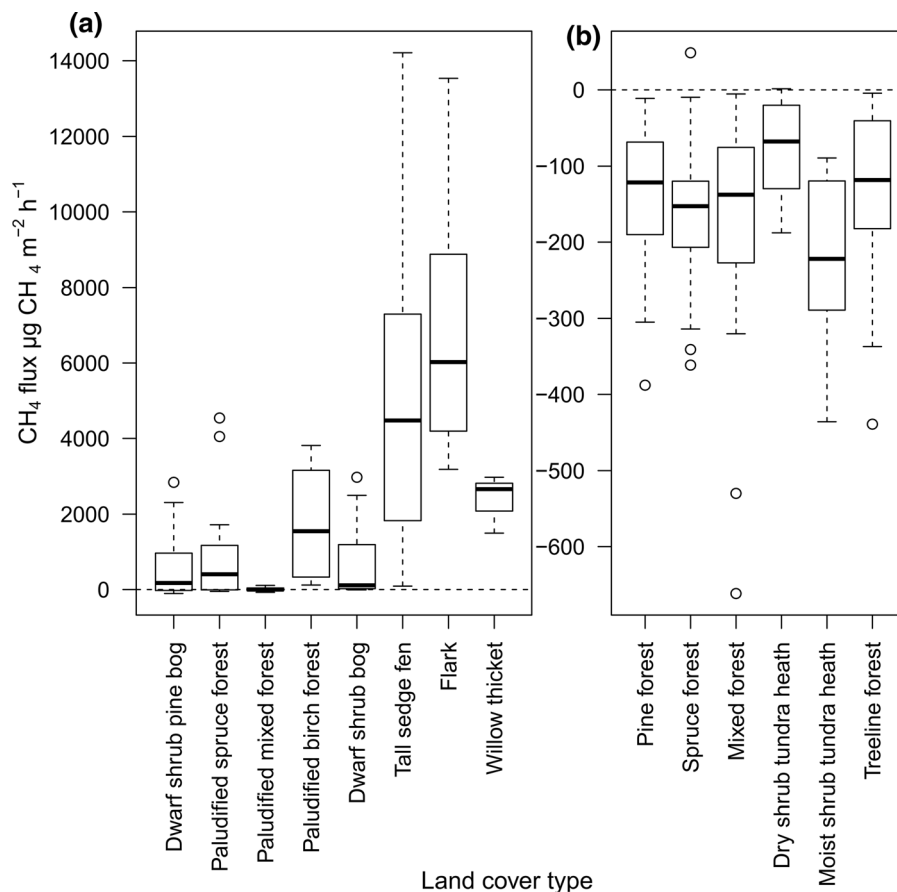 (a)
CH₄ flux µg CH ₄ m⁻² h⁻¹
14000
12000
10000
8000
6000
4000
2000
0
Dwarf shrub pine bog
Paludified spruce forest
Paludified mixed forest
Paludified birch forest
Dwarf shrub bog
Tall sedge fen
Flark
Willow thicket
(b)
0
−100
−200
−300
−400
−500
−600
Pine forest
Spruce forest
Mixed forest
Dry shrub tundra heath
Moist shrub tundra heath
Treeline forest
Land cover type